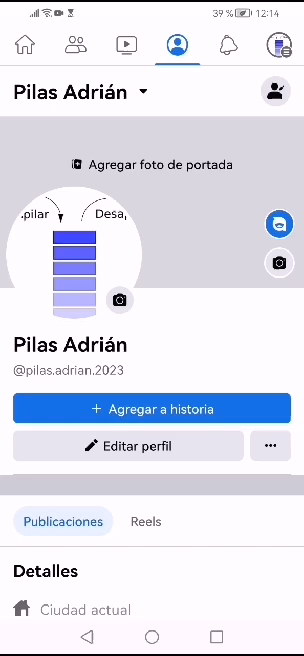 39 % 12:14
Pilas Adrián
Agregar foto de portada
pilar
Desa
Pilas Adrián
@pilas.adrian.2023
+ Agregar a historia
Editar perfil
Publicaciones Reels
Detalles
Ciudad actual